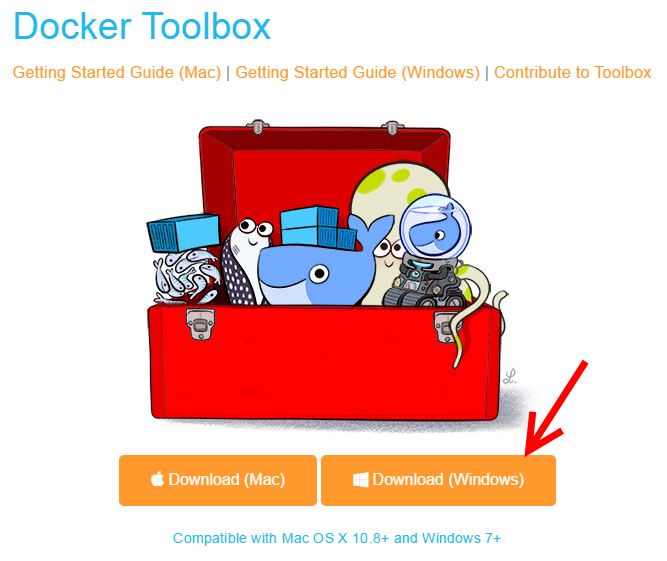 Docker Toolbox
Getting Started Guide (Mac) | Getting Started Guide (Windows) | Contribute to Toolbox
L.
Download (Mac) Download (Windows)
Compatible with Mac OS X 10.8+ and Windows 7+